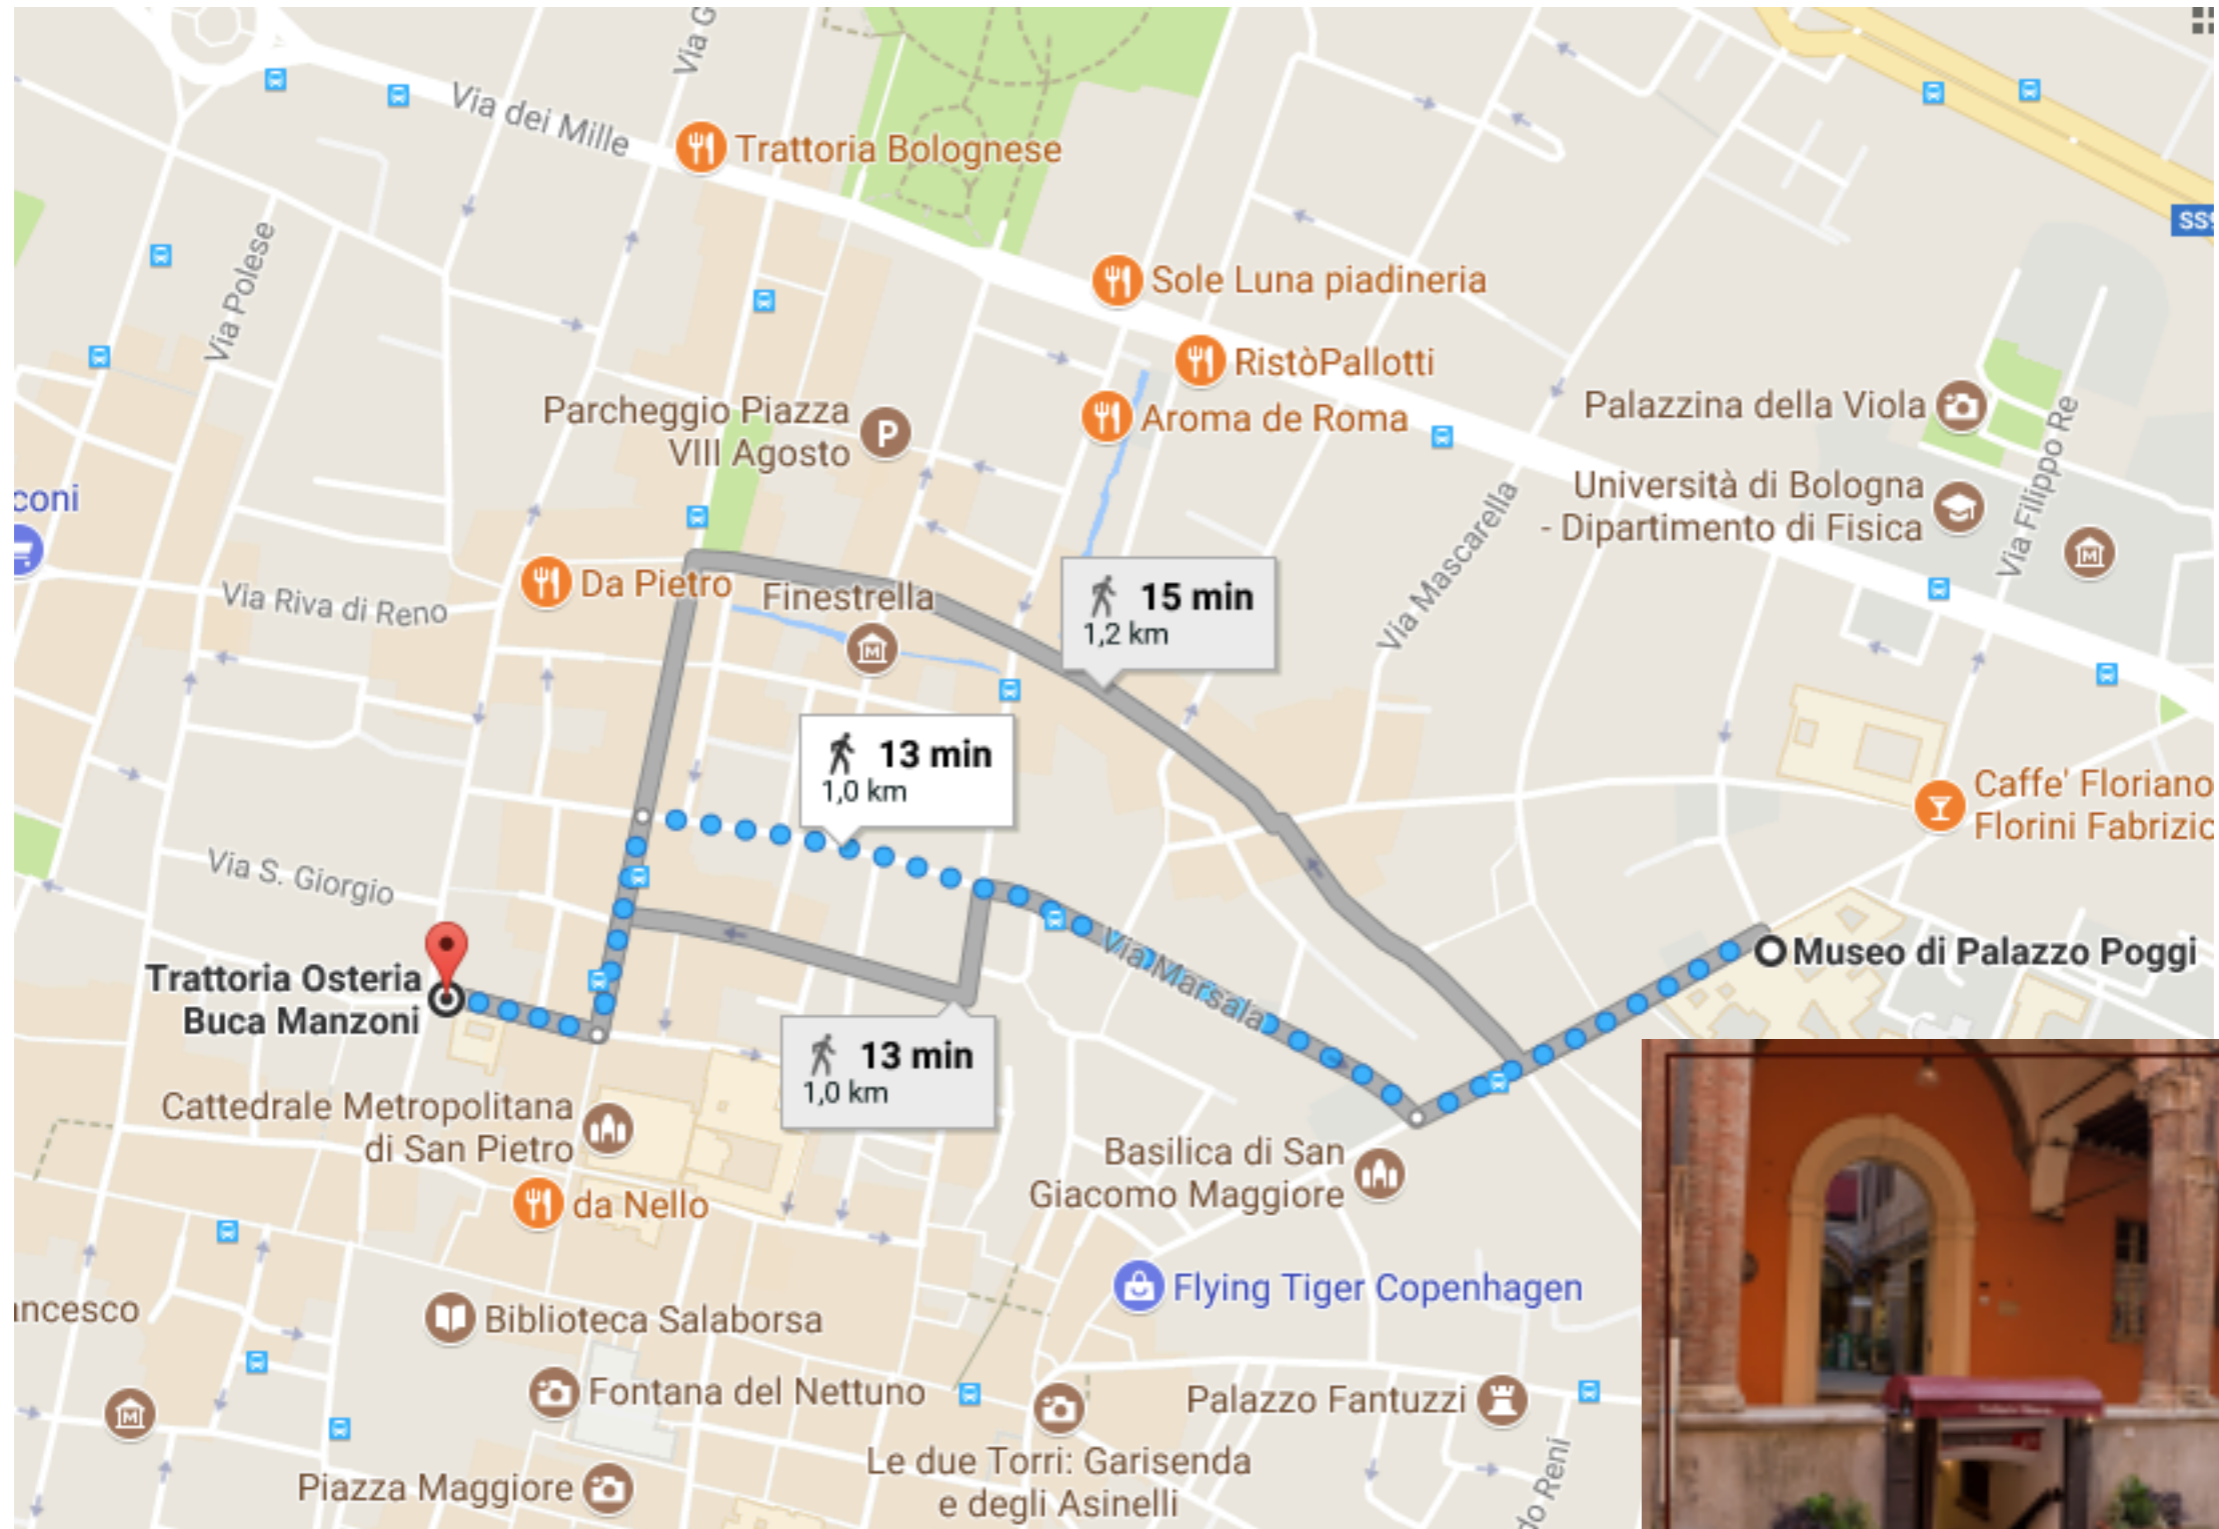 Via G
Via dei Mille
Trattoria Bolognese
SS9
Via Polese
Sole Luna piadineria
RistòPallotti
Parcheggio Piazza
VIII Agosto
P
Aroma de Roma
Palazzina della Viola
coni
Università di Bologna
- Dipartimento di Fisica
Via Filippo Re
Via Mascarella
Via Riva di Reno
Da Pietro
Finestrella
15 min
1,2 km
13 min
1,0 km
Caffe' Floriano
Florini Fabrizio
Via S. Giorgio
Via Marsala
Museo di Palazzo Poggi
Trattoria Osteria
Buca Manzoni
13 min
1,0 km
Cattedrale Metropolitana
di San Pietro
Basilica di San
Giacomo Maggiore
da Nello
Flying Tiger Copenhagen
ancesco
Biblioteca Salaborsa
Fontana del Nettuno
Palazzo Fantuzzi
Le due Torri: Garisenda
e degli Asinelli
do Reni
Piazza Maggiore